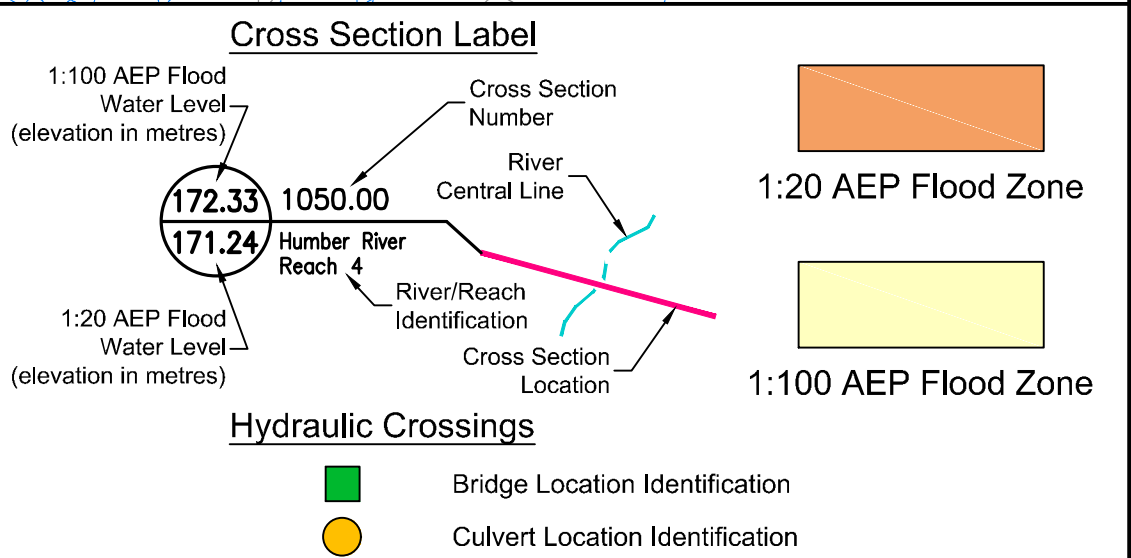 Cross Section Label
1:100 AEP Flood
Water Level
(elevation in metres)
Cross Section
Number
River
Central Line
172.33
1050.00
171.24
Humber River
Reach 4
River/Reach
Identification
1:20 AEP Flood
Water Level
(elevation in metres)
Cross Section
Location
1:20 AEP Flood Zone
1:100 AEP Flood Zone
Hydraulic Crossings
Bridge Location Identification
Culvert Location Identification